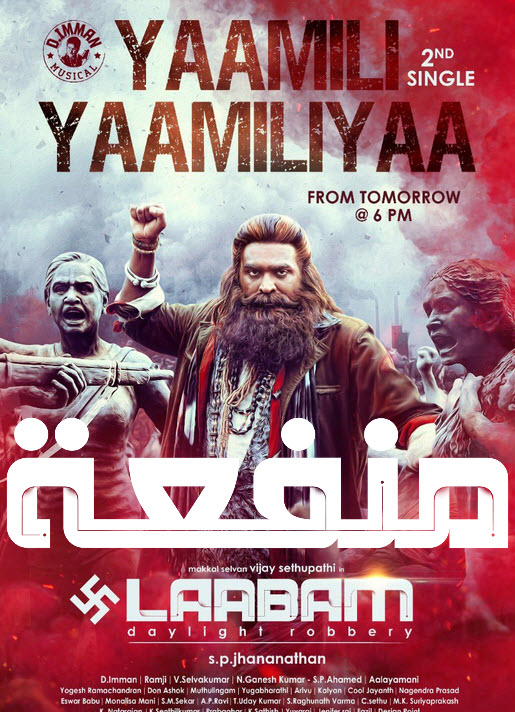 D.IMMAN
MUSICAL
YAAMILI
2ND
SINGLE
YAAMILIYAA
FROM TOMORROW
@ 6 PM
منفعة
makkal selvan vijay sethupathi in
LAABAM
daylight robbery
s.p.jhananathan
D.Imman | Ramji | V.Selvakumar | N.Ganesh Kumar - S.P.Ahamed | Aalayamani
Yogesh Ramachandran | Don Ashok | Muthulingam | Yugabharathi | Arivu | Kalyan | Cool Jayanth | Nagendra Prasad
Eswar Babu | Monalisa Mani | S.M.Sekar | A.P.Ravi | T.Uday Kumar | S.Raghunath Varma | C.sethu | M.K. Suriyaprakash